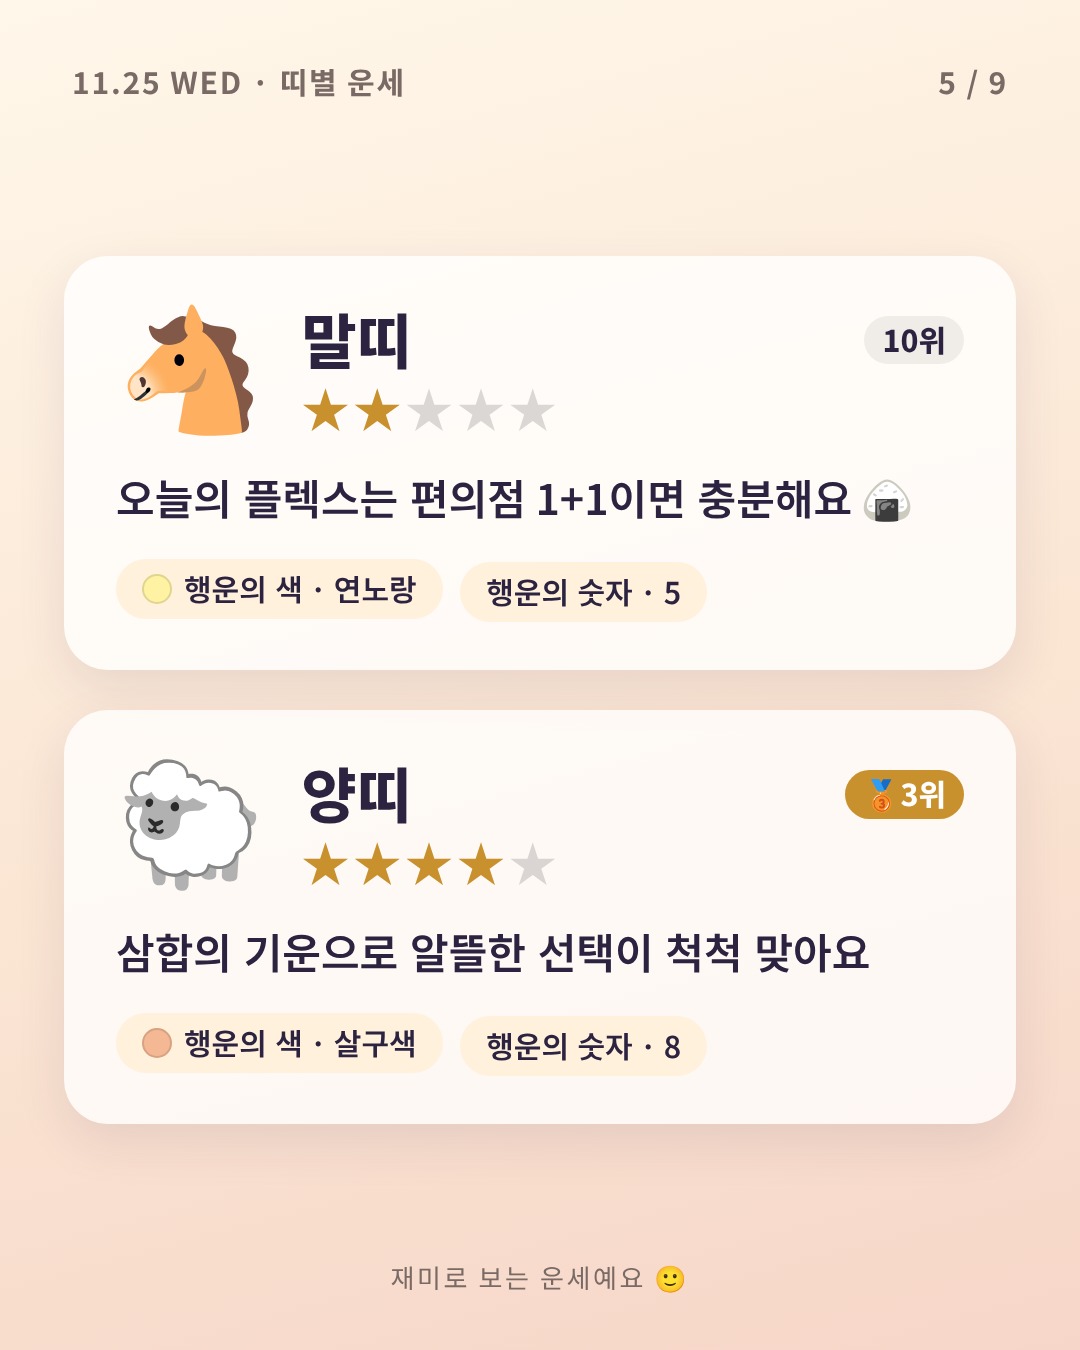 11.25 WED · 띠별 운세
5 / 9
말띠
10위
★★★★★
오늘의 플렉스는 편의점 1+1이면 충분해요 🍙
행운의 색 · 연노랑
행운의 숫자 · 5
양띠
🥉3위
★★★★★
삼합의 기운으로 알뜰한 선택이 척척 맞아요
행운의 색 · 살구색
행운의 숫자 · 8
재미로 보는 운세예요 🙂